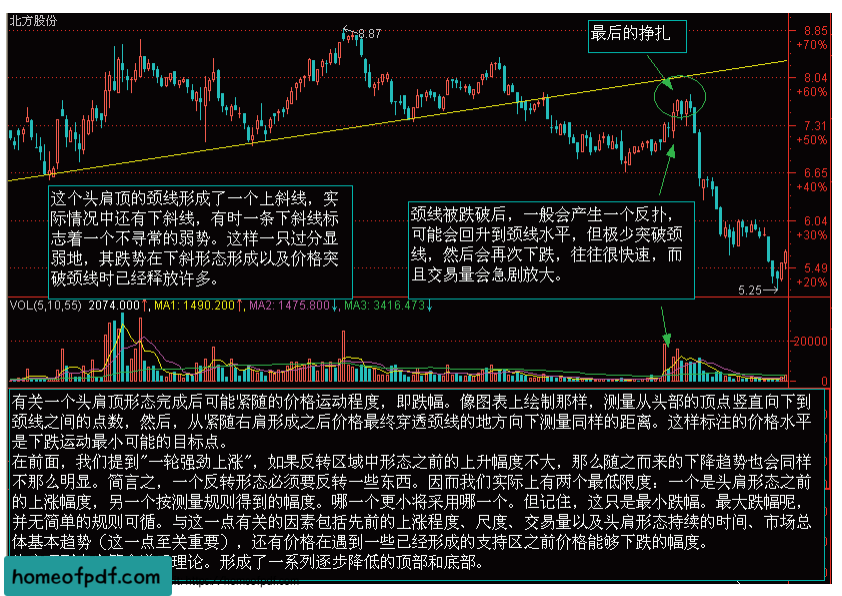 北方股份
8.87
最后的挣扎
8.85
+70%
8.04
+60%
7.31
+50%
6.65
+40%
6.04
+30%
5.49
+20%
这个头肩顶的颈线形成了一个上斜线，实
际情况中还有下斜线，有时一条下斜线标
志着一个不寻常的弱势。这样一只过分显
弱地，其跌势在下斜形态形成以及价格突
破颈线时已经释放许多。
颈线被跌破后，一般会产生一个反扑，
可能会回升到颈线水平，但极少突破颈
线，然后会再次下跌，往往很快速，而
且交易量会急剧放大。
5.25
VOL(5,10,55) 2074.000↑, MA1: 1490.200↑, MA2: 1475.800↓, MA3: 3416.473↓
20000
0
有关一个头肩顶形态完成后可能紧随的价格运动程度，即跌幅。像图表上绘制那样，测量从头部的顶点竖直向下到
颈线之间的点数，然后，从紧随右肩形成之后价格最终穿透颈线的地方向下测量同样的距离。这样标注的价格水平
是下跌运动最小可能的目标点。
在前面，我们提到"一轮强劲上涨"，如果反转区域中形态之前的上升幅度不大，那么随之而来的下降趋势也会同样
不那么明显。简言之，一个反转形态必须要反转一些东西。因而我们实际上有两个最低限度：一个是头肩形态之前
的上涨幅度，另一个按测量规则得到的幅度。哪一个更小将采用哪一个。但记住，这只是最小跌幅。最大跌幅呢，
并无简单的规则可循。与这一点有关的因素包括先前的上涨程度、尺度、交易量以及头肩形态持续的时间、市场总
体基本趋势（这一点至关重要），还有价格在遇到一些已经形成的支持区之前价格能够下跌的幅度。
理论。形成了一系列逐步降低的顶部和底部。
homeofpdf.com